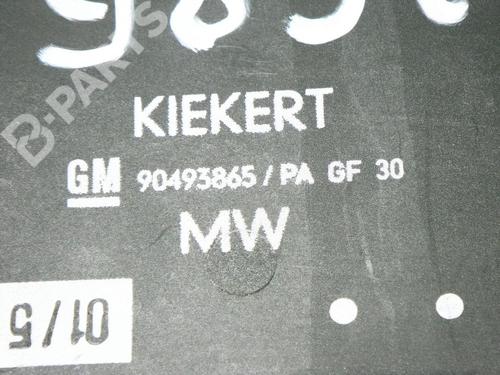 B-PARTS
KIEKERT
GM 90493865 / PA GF 30
MW
01/5